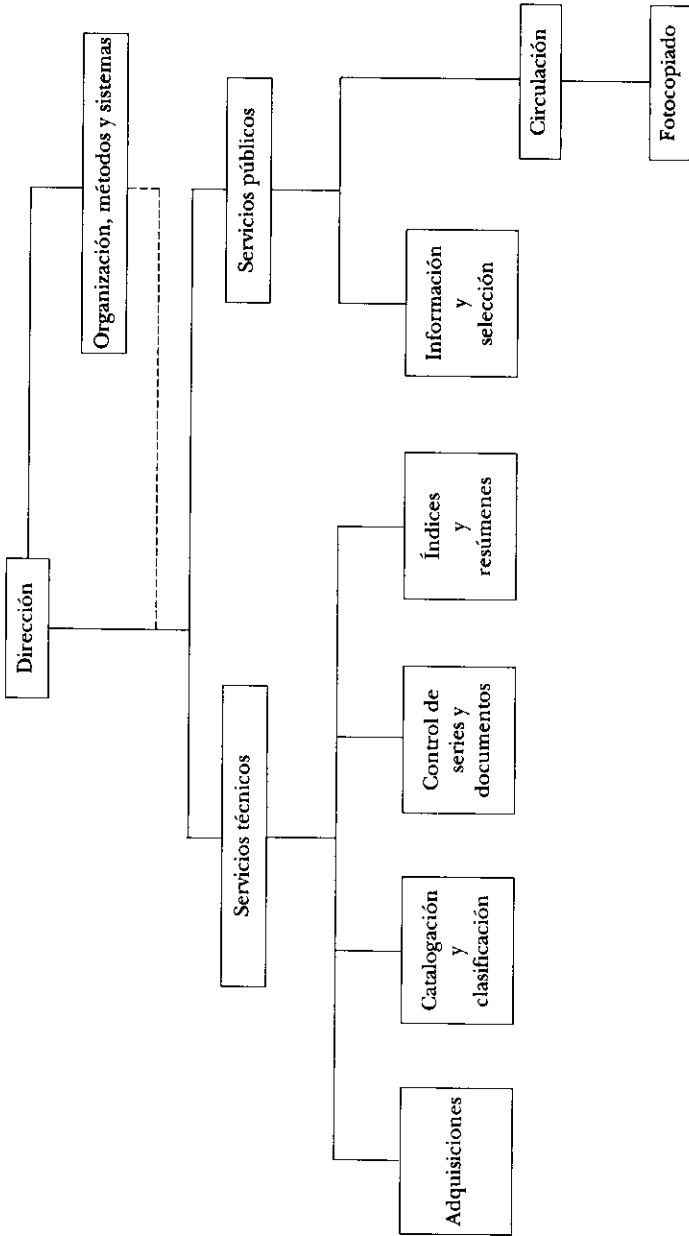 Dirección
Organización, métodos y sistemas
Servicios técnicos
Servicios públicos
Adquisiciones
Catalogación
y
clasificación
Control de
series y
documentos
Índices
y
resúmenes
Información
y
selección
Circulación
Fotocopiado